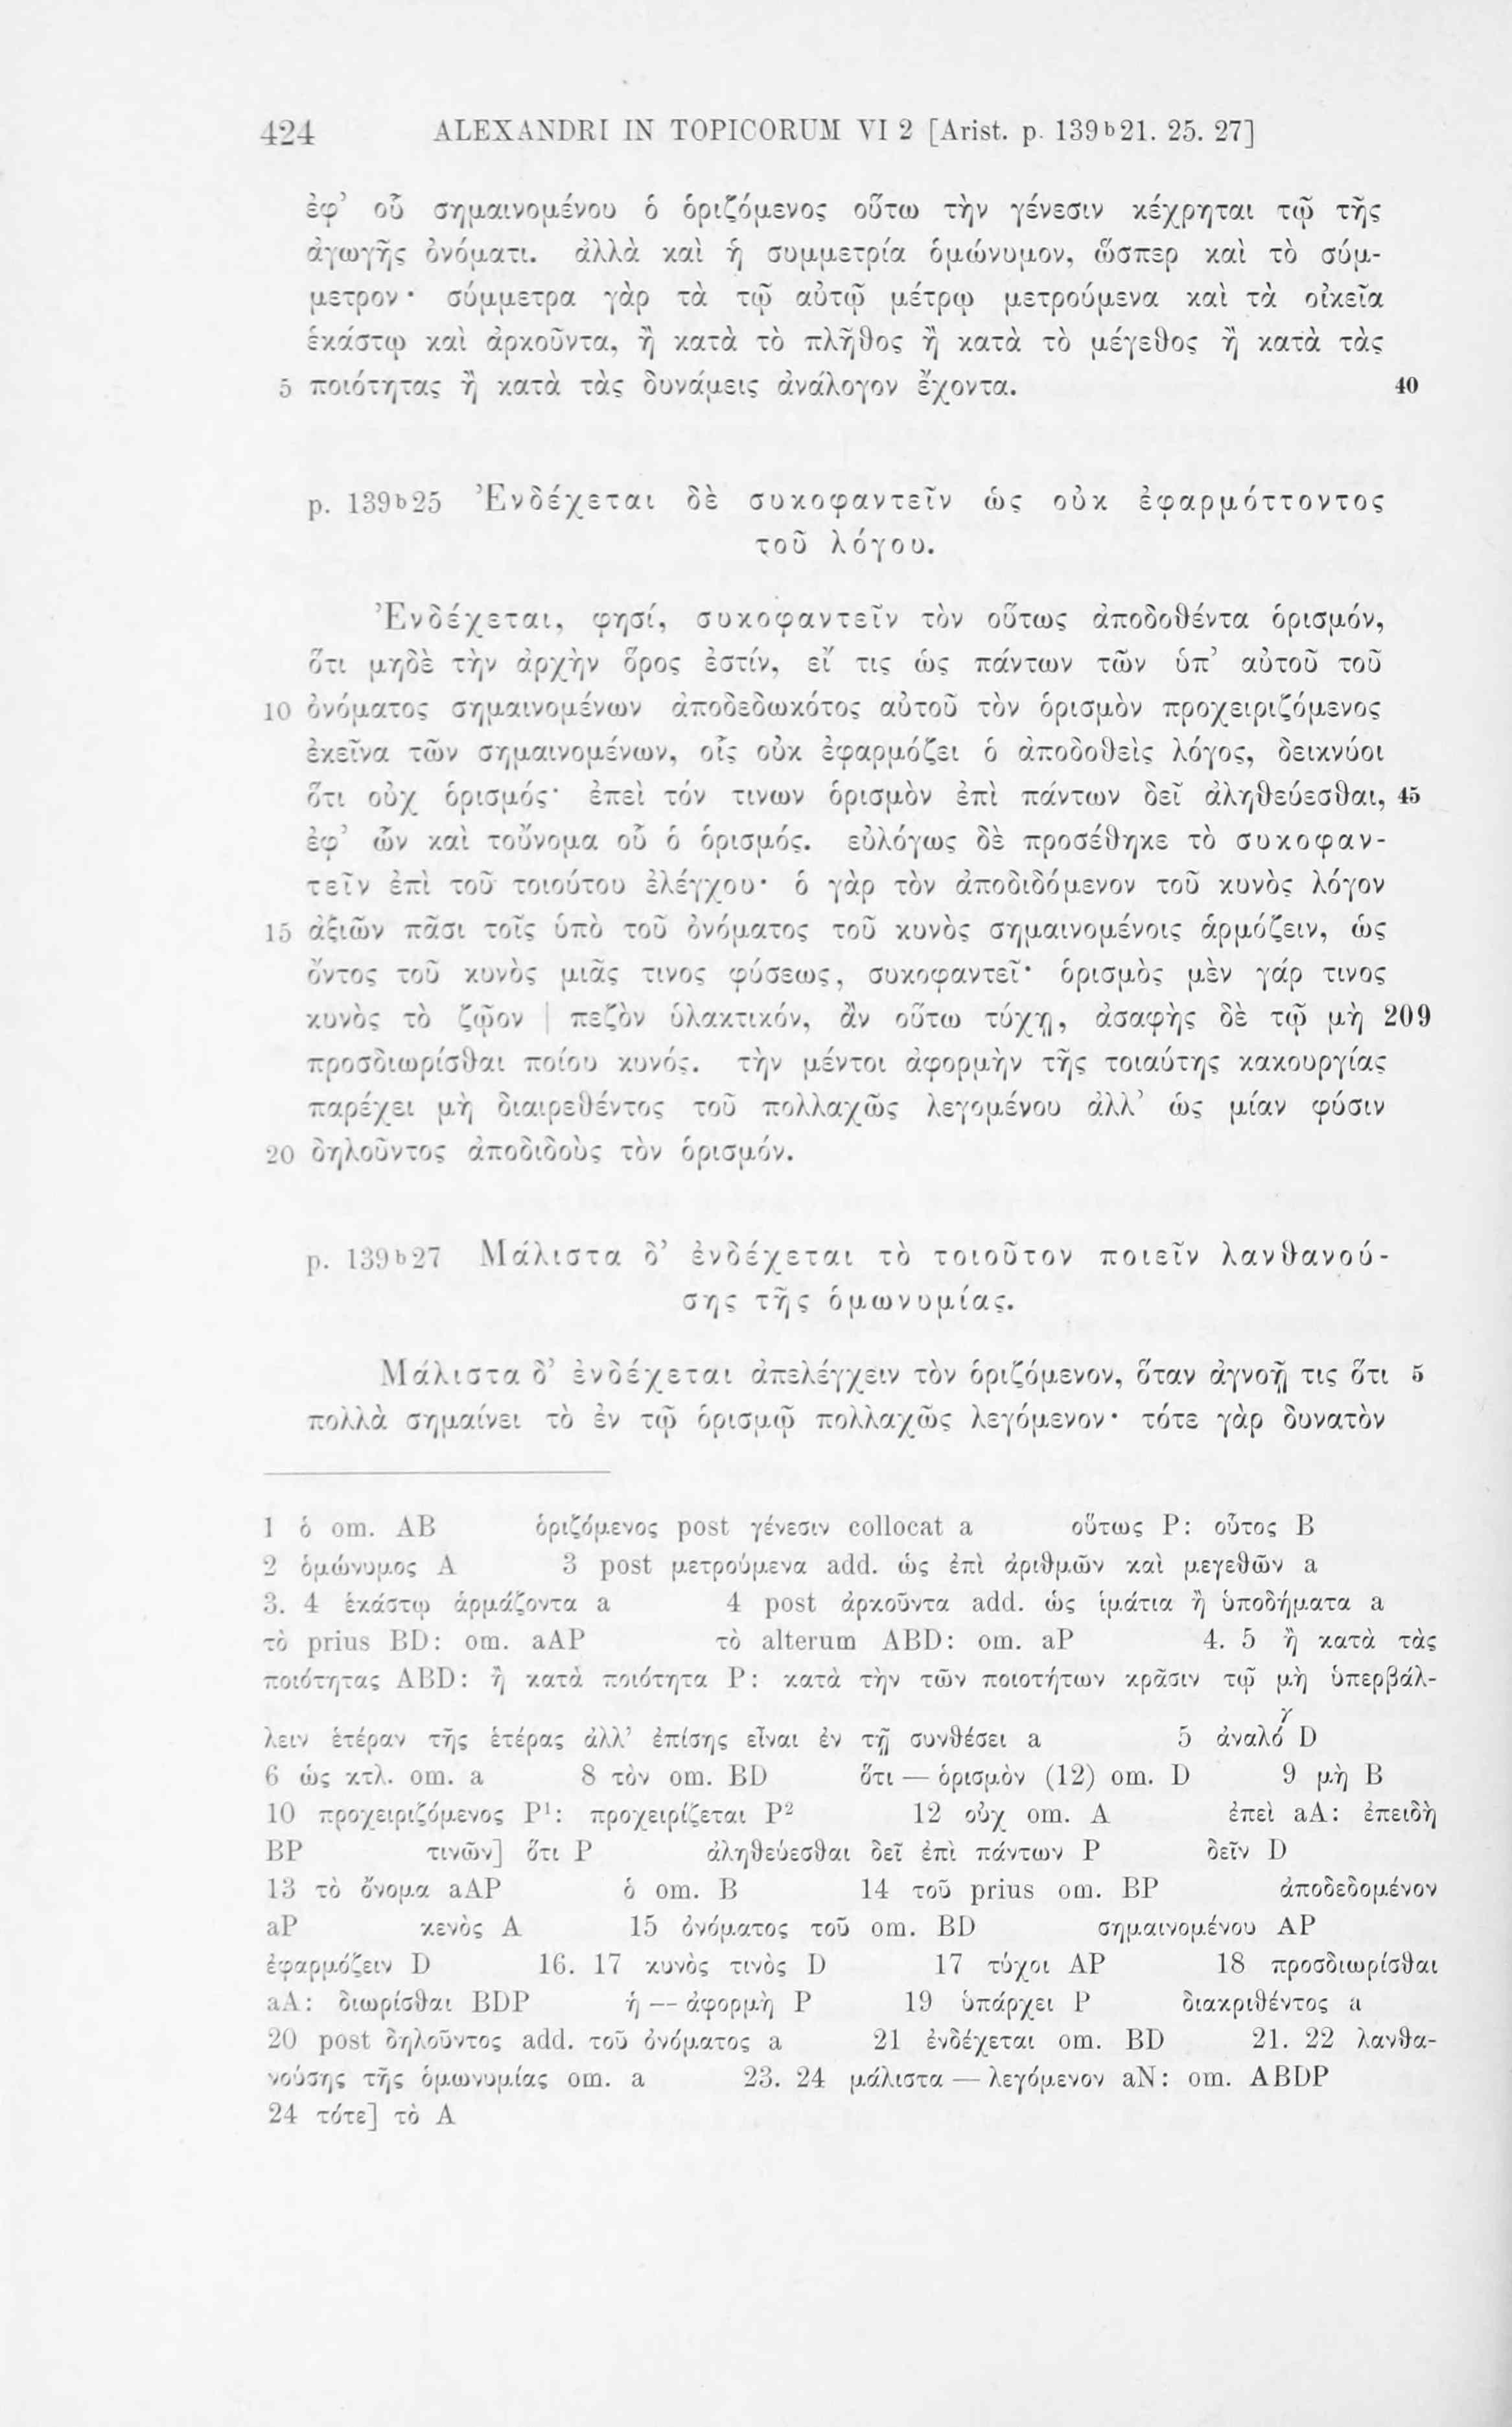 424 ALEXANDRI IN TOPICORUM VI 2 [Arist. p. 139ᵇ21. 25. 27]
ἐφ’ οὗ σημαινομένου ὁ ὁριζόμενος οὕτω τὴν γένεσιν κέχρηται τῷ τῆς
ἀγωγῆς ὀνόματι. ἀλλὰ καὶ ἡ συμμετρία ὁμώνυμον, ὥσπερ καὶ τὸ σύμ-
μετρον· σύμμετρα γὰρ τὰ τῷ αὐτῷ μέτρῳ μετρούμενα καὶ τὰ οἰκεῖα
ἑκάστῳ καὶ ἀρκοῦντα, ἢ κατὰ τὸ πλῆθος ἢ κατὰ τὸ μέγεθος ἢ κατὰ τὰς
5 ποιότητας ἢ κατὰ τὰς δυνάμεις ἀνάλογον ἔχοντα. 40
p. 139ᵇ25 Ἐνδέχεται δὲ συκοφαντεῖν ὡς οὐκ ἐφαρμόττοντος
τοῦ λόγου.
Ἐνδέχεται, φησί, συκοφαντεῖν τὸν οὕτως ἀποδοθέντα ὁρισμόν,
ὅτι μηδὲ τὴν ἀρχὴν ὅρος ἐστίν, εἴ τις ὡς πάντων τῶν ὑπ’ αὐτοῦ τοῦ
10 ὀνόματος σημαινομένων ἀποδεδωκότος αὐτοῦ τὸν ὁρισμὸν προχειριζόμενος
ἐκεῖνα τῶν σημαινομένων, οἷς οὐκ ἐφαρμόζει ὁ ἀποδοθεὶς λόγος, δεικνύοι
ὅτι οὐχ ὁρισμός· ἐπεὶ τόν τινων ὁρισμὸν ἐπὶ πάντων δεῖ ἀληθεύεσθαι, 45
ἐφ’ ὧν καὶ τοὔνομα οὗ ὁ ὁρισμός. εὐλόγως δὲ προσέθηκε τὸ συκοφαν-
τεῖν ἐπὶ τοῦ τοιούτου ἐλέγχου· ὁ γὰρ τὸν ἀποδιδόμενον τοῦ κυνὸς λόγον
15 ἀξιῶν πᾶσι τοῖς ὑπὸ τοῦ ὀνόματος τοῦ κυνὸς σημαινομένοις ἁρμόζειν, ὡς
ὄντος τοῦ κυνὸς μιᾶς τινος φύσεως, συκοφαντεῖ· ὁρισμὸς μὲν γάρ τινος
κυνὸς τὸ ζῷον | πεζὸν ὑλακτικόν, ἂν οὕτω τύχῃ, ἀσαφὴς δὲ τῷ μὴ 209
προσδιωρίσθαι ποίου κυνός. τὴν μέντοι ἀφορμὴν τῆς τοιαύτης κακουργίας
παρέχει μὴ διαιρεθέντος τοῦ πολλαχῶς λεγομένου ἀλλ’ ὡς μίαν φύσιν
20 δηλοῦντος ἀποδιδοὺς τὸν ὁρισμόν.
p. 139ᵇ27 Μάλιστα δ’ ἐνδέχεται τὸ τοιοῦτον ποιεῖν λανθανού-
σης τῆς ὁμωνυμίας.
Μάλιστα δ’ ἐνδέχεται ἀπελέγχειν τὸν ὁριζόμενον, ὅταν ἀγνοῇ τις ὅτι 5
πολλὰ σημαίνει τὸ ἐν τῷ ὁρισμῷ πολλαχῶς λεγόμενον· τότε γὰρ δυνατὸν
1 ὁ om. AB ὁριζόμενος post γένεσιν collocat a οὕτως P: οὗτος B
2 ὁμώνυμος A 3 post μετρούμενα add. ὡς ἐπὶ ἀριθμῶν καὶ μεγεθῶν a
3. 4 ἑκάστῳ ἁρμάζοντα a 4 post ἀρκοῦντα add. ὡς ἱμάτια ἢ ὑποδήματα a
τὸ prius BD: om. aAP τὸ alterum ABD: om. aP 4. 5 ἢ κατὰ τὰς
ποιότητας ABD: ἢ κατὰ ποιότητα P: κατὰ τὴν τῶν ποιοτήτων κρᾶσιν τῷ μὴ ὑπερβάλ-
λειν ἑτέραν τῆς ἑτέρας ἀλλ’ ἐπίσης εἶναι ἐν τῇ συνθέσει a 5 ἀναλόᵞ D
6 ὡς κτλ. om. a 8 τὸν om. BD ὅτι — ὁρισμὸν (12) om. D 9 μὴ B
10 προχειριζόμενος P¹: προχειρίζεται P² 12 οὐχ om. A ἐπεὶ aA: ἐπειδὴ
BP τινῶν] ὅτι P ἀληθεύεσθαι δεῖ ἐπὶ πάντων P δεῖν D
13 τὸ ὄνομα aAP ὁ om. B 14 τοῦ prius om. BP ἀποδεδομένον
aP κενὸς A 15 ὀνόματος τοῦ om. BD σημαινομένου AP
ἐφαρμόζειν D 16. 17 κυνὸς τινὸς D 17 τύχοι AP 18 προσδιωρίσθαι
aA: διωρίσθαι BDP ἡ — ἀφορμὴ P 19 ὑπάρχει P διακριθέντος a
20 post δηλοῦντος add. τοῦ ὀνόματος a 21 ἐνδέχεται om. BD 21. 22 λανθα-
νούσης τῆς ὁμωνυμίας om. a 23. 24 μάλιστα — λεγόμενον aN: om. ABDP
24 τότε] τὸ A